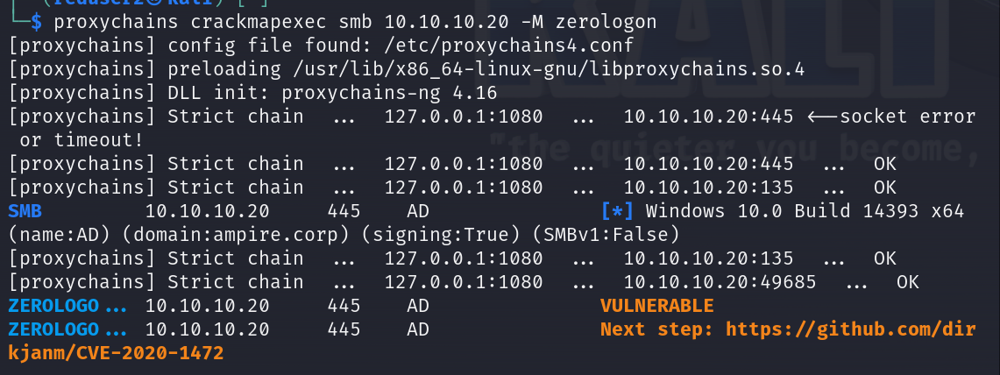 (reduser2㉿kali) [~]
└─$ proxychains crackmapexec smb 10.10.10.20 -M zerologon
[proxychains] config file found: /etc/proxychains4.conf
[proxychains] preloading /usr/lib/x86_64-linux-gnu/libproxychains.so.4
[proxychains] DLL init: proxychains-ng 4.16
[proxychains] Strict chain  ...  127.0.0.1:1080  ...  10.10.10.20:445 <--socket error
 or timeout!
"the quieter you become,
[proxychains] Strict chain  ...  127.0.0.1:1080  ...  10.10.10.20:445  ...  OK
[proxychains] Strict chain  ...  127.0.0.1:1080  ...  10.10.10.20:135  ...  OK
SMB         10.10.10.20     445    AD               [*] Windows 10.0 Build 14393 x64
(name:AD) (domain:ampire.corp) (signing:True) (SMBv1:False)
[proxychains] Strict chain  ...  127.0.0.1:1080  ...  10.10.10.20:135  ...  OK
[proxychains] Strict chain  ...  127.0.0.1:1080  ...  10.10.10.20:49685  ...  OK
ZEROLOGO... 10.10.10.20     445    AD               VULNERABLE
ZEROLOGO... 10.10.10.20     445    AD               Next step: https://github.com/dir
kjanm/CVE-2020-1472